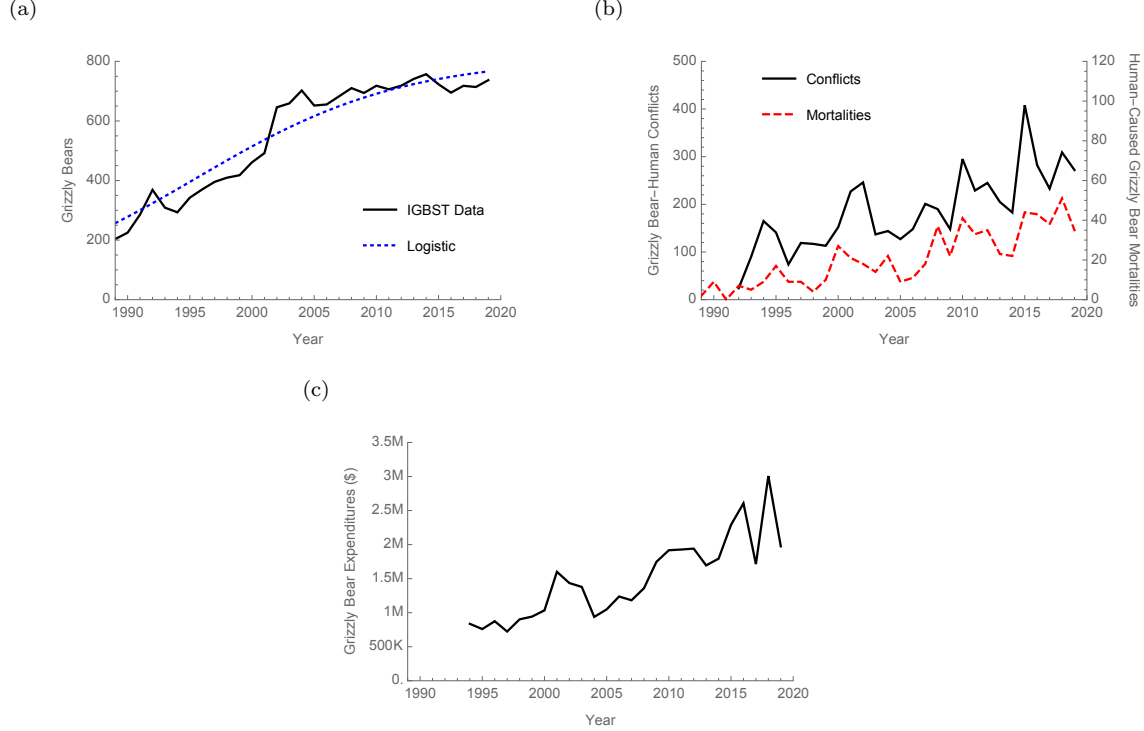 (a)
800
600
400
200
0
Grizzly Bears
IGBST Data
Logistic
1990 1995 2000 2005 2010 2015 2020
Year
(b)
500
400
300
200
100
0
Grizzly Bear–Human Conflicts
Conflicts
Mortalities
120
100
80
60
40
20
0
Human–Caused Grizzly Bear Mortalities
1990 1995 2000 2005 2010 2015 2020
Year
(c)
3.5M
3M
2.5M
2M
1.5M
1M
500K
0.
Grizzly Bear Expenditures ($)
1990 1995 2000 2005 2010 2015 2020
Year